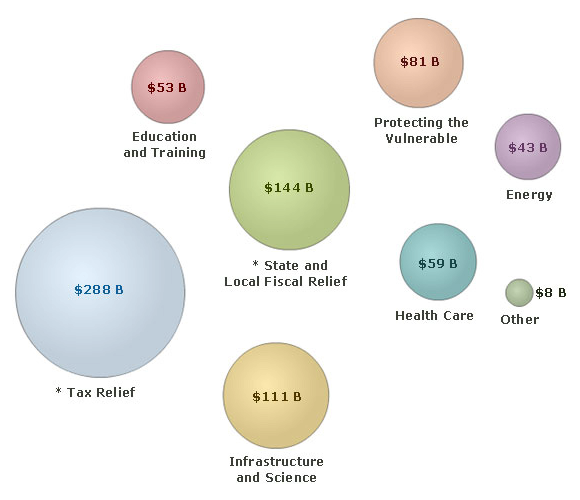 $53 B
Education
and Training
$81 B
Protecting the
Vulnerable
$43 B
Energy
$144 B
* State and
Local Fiscal Relief
$288 B
* Tax Relief
$59 B
Health Care
$8 B
Other
$111 B
Infrastructure
and Science